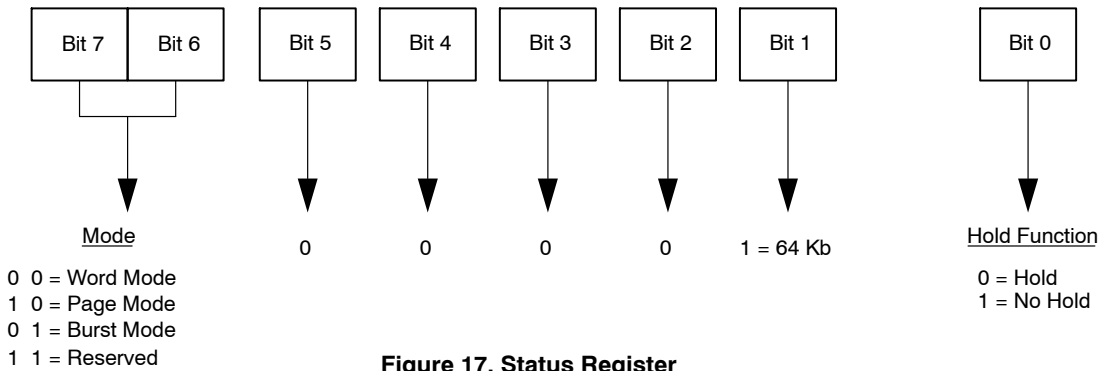 Bit 7 Bit 6 Bit 5 Bit 4 Bit 3 Bit 2 Bit 1 Bit 0
Mode
0 0 = Word Mode
1 0 = Page Mode
0 1 = Burst Mode
1 1 = Reserved
0 0 0 0 1 = 64 Kb
Hold Function
0 = Hold
1 = No Hold
Figure 17. Status Register